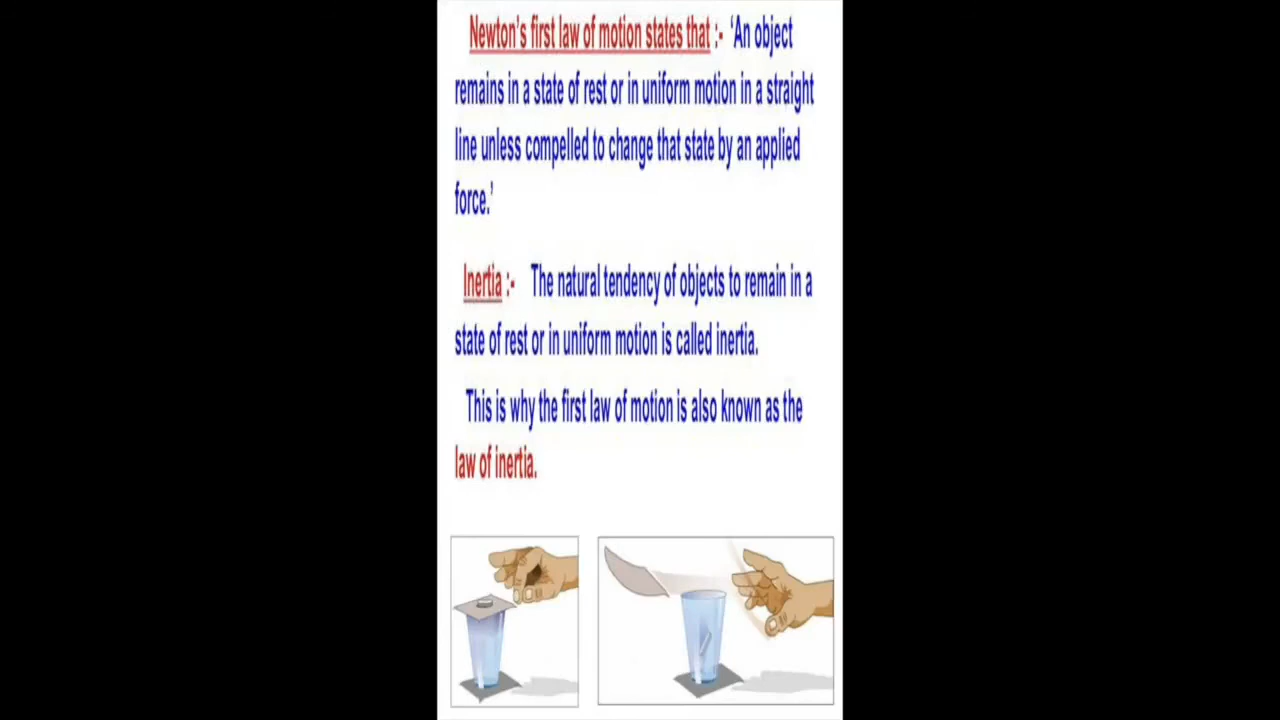 Newton's first law of motion states that :- 'An object
remains in a state of rest or in uniform motion in a straight
line unless compelled to change that state by an applied
force.'
Inertia :- The natural tendency of objects to remain in a
state of rest or in uniform motion is called inertia.
This is why the first law of motion is also known as the
law of inertia.